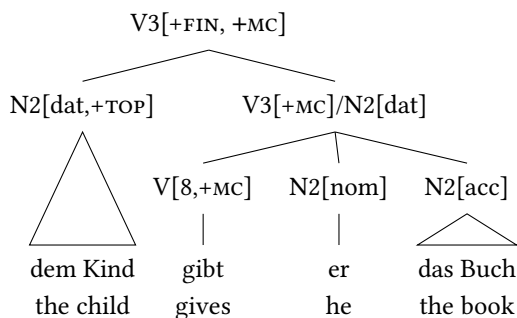 V3[+FIN, +MC]
N2[dat,+TOP] V3[+MC]/N2[dat]
V[8,+MC] N2[nom] N2[acc]
dem Kind gibt er das Buch
the child gives he the book